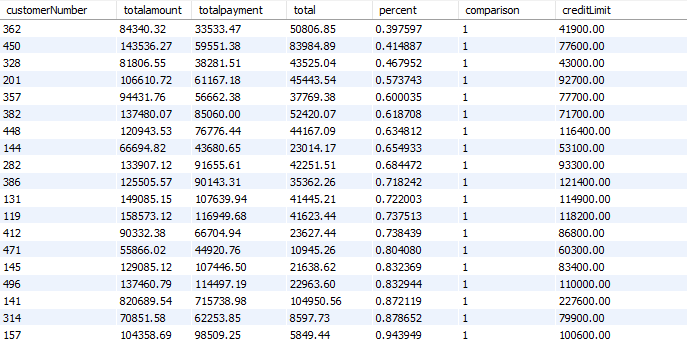 customerNumber totalamount totalpayment total percent comparison creditLimit
362 84340.32 33533.47 50806.85 0.397597 1 41900.00
450 143536.27 59551.38 83984.89 0.414887 1 77600.00
328 81806.55 38281.51 43525.04 0.467952 1 43000.00
201 106610.72 61167.18 45443.54 0.573743 1 92700.00
357 94431.76 56662.38 37769.38 0.600035 1 77700.00
382 137480.07 85060.00 52420.07 0.618708 1 71700.00
448 120943.53 76776.44 44167.09 0.634812 1 116400.00
144 66694.82 43680.65 23014.17 0.654933 1 53100.00
282 133907.12 91655.61 42251.51 0.684472 1 93300.00
386 125505.57 90143.31 35362.26 0.718242 1 121400.00
131 149085.15 107639.94 41445.21 0.722003 1 114900.00
119 158573.12 116949.68 41623.44 0.737513 1 118200.00
412 90332.38 66704.94 23627.44 0.738439 1 86800.00
471 55866.02 44920.76 10945.26 0.804080 1 60300.00
145 129085.12 107446.50 21638.62 0.832369 1 83400.00
496 137460.79 114497.19 22963.60 0.832944 1 110000.00
141 820689.54 715738.98 104950.56 0.872119 1 227600.00
314 70851.58 62253.85 8597.73 0.878652 1 79900.00
157 104358.69 98509.25 5849.44 0.943949 1 100600.00